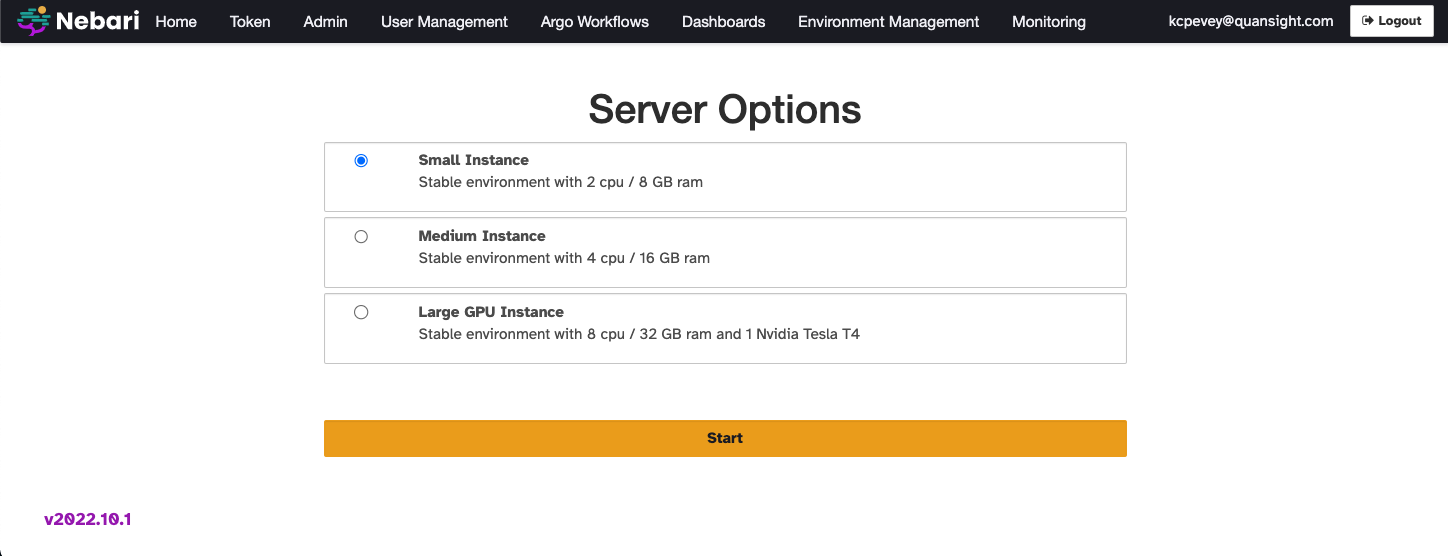 Nebari Home Token Admin User Management Argo Workflows Dashboards Environment Management Monitoring kcpevey@quansight.com Logout
Server Options
Small Instance
Stable environment with 2 cpu / 8 GB ram
Medium Instance
Stable environment with 4 cpu / 16 GB ram
Large GPU Instance
Stable environment with 8 cpu / 32 GB ram and 1 Nvidia Tesla T4
Start
v2022.10.1